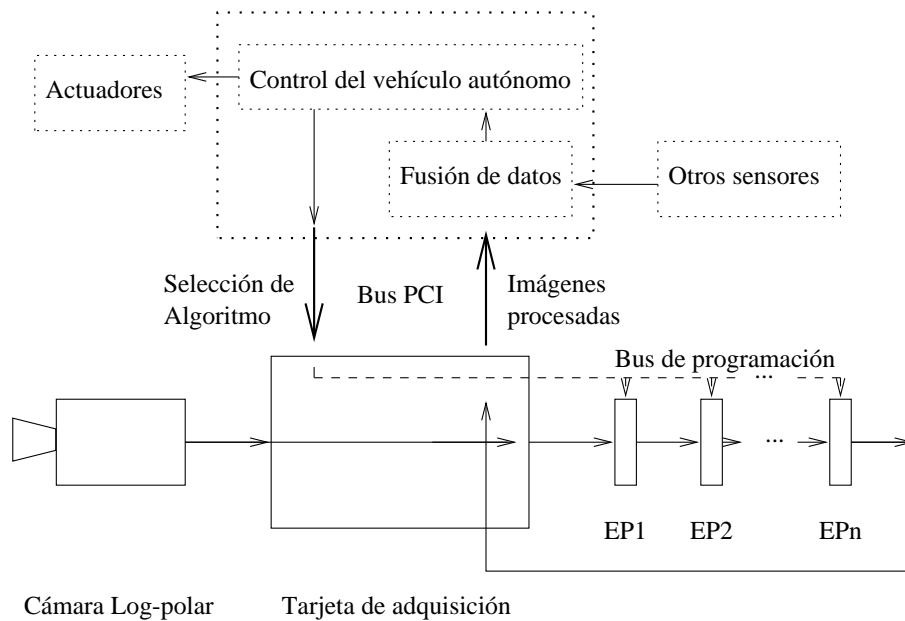 Control del vehículo autónomo
Actuadores
Fusión de datos
Otros sensores
Selección de
Algoritmo
Bus PCI
Imágenes
procesadas
Bus de programación
...
...
EP1
EP2
EPn
Cámara Log-polar
Tarjeta de adquisición